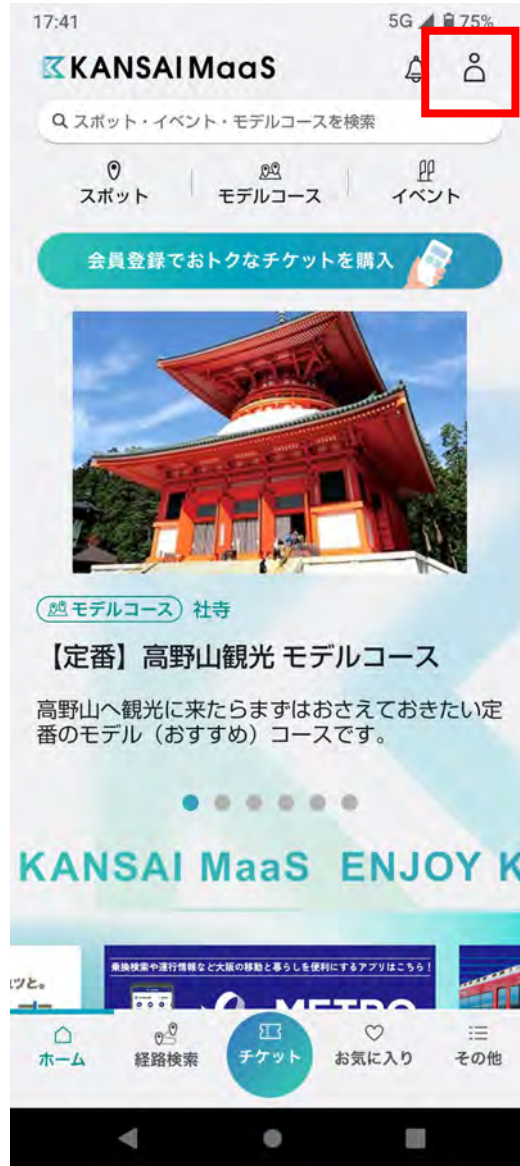 17:41 5G 75%
KANSAI MaaS
スポット・イベント・モデルコースを検索
スポット モデルコース イベント
会員登録でおトクなチケットを購入
モデルコース 社寺
【定番】高野山観光 モデルコース
高野山へ観光に来たらまずはおさえておきたい定
番のモデル（おすすめ）コースです。
KANSAI MaaS ENJOY K
乗換検索や運行情報など大阪の移動と暮らしを便利にするアプリはこちら！
ツと。
METRO
ホーム 経路検索 チケット お気に入り その他